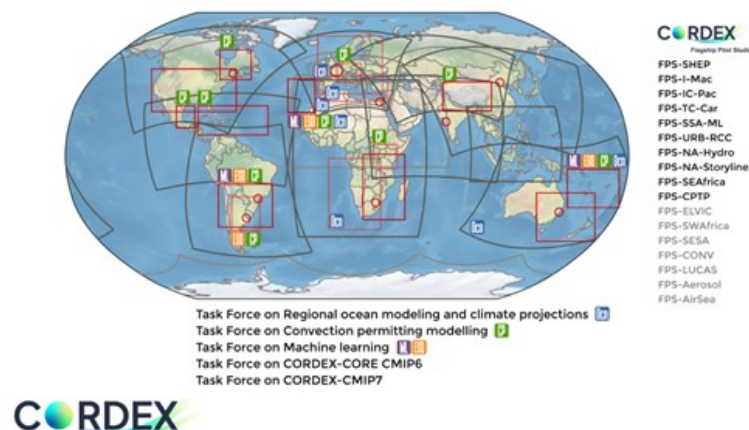 CORDEX
Flagship Pilot Studies
FPS-SHEP
FPS-I-Mac
FPS-IC-Pac
FPS-TC-Car
FPS-SSA-ML
FPS-URB-RCC
FPS-NA-Hydro
FPS-NA-Storyline
FPS-SEAfrica
FPS-CPTP
FPS-ELVIC
FPS-SWAfrica
FPS-SESA
FPS-CONV
FPS-LUCAS
FPS-Aerosol
FPS-AirSea
Task Force on Regional ocean modeling and climate projections
Task Force on Convection permitting modelling
Task Force on Machine learning
Task Force on CORDEX-CORE CMIP6
Task Force on CORDEX-CMIP7
CORDEX